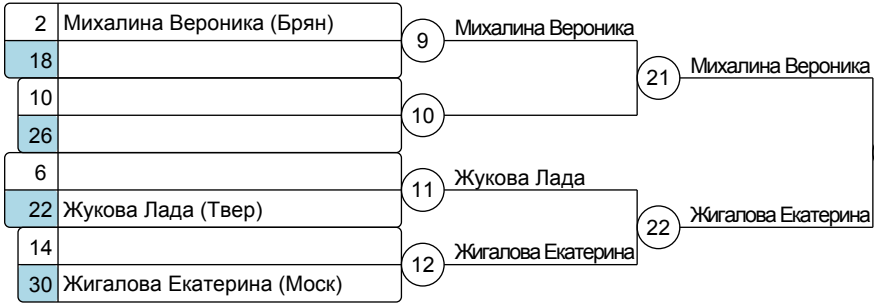 2 Михалина Вероника (Брян)
18
9 Михалина Вероника
21 Михалина Вероника
10
26
10
6
22 Жукова Лада (Твер)
11 Жукова Лада
22 Жигалова Екатерина
14
30 Жигалова Екатерина (Моск)
12 Жигалова Екатерина